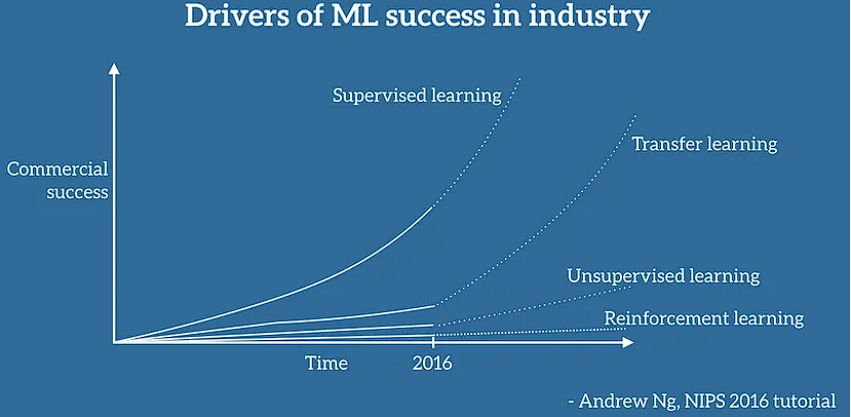 Drivers of ML success in industry
Supervised learning
Transfer learning
Commercial
success
Unsupervised learning
Reinforcement learning
Time
2016
- Andrew Ng, NIPS 2016 tutorial